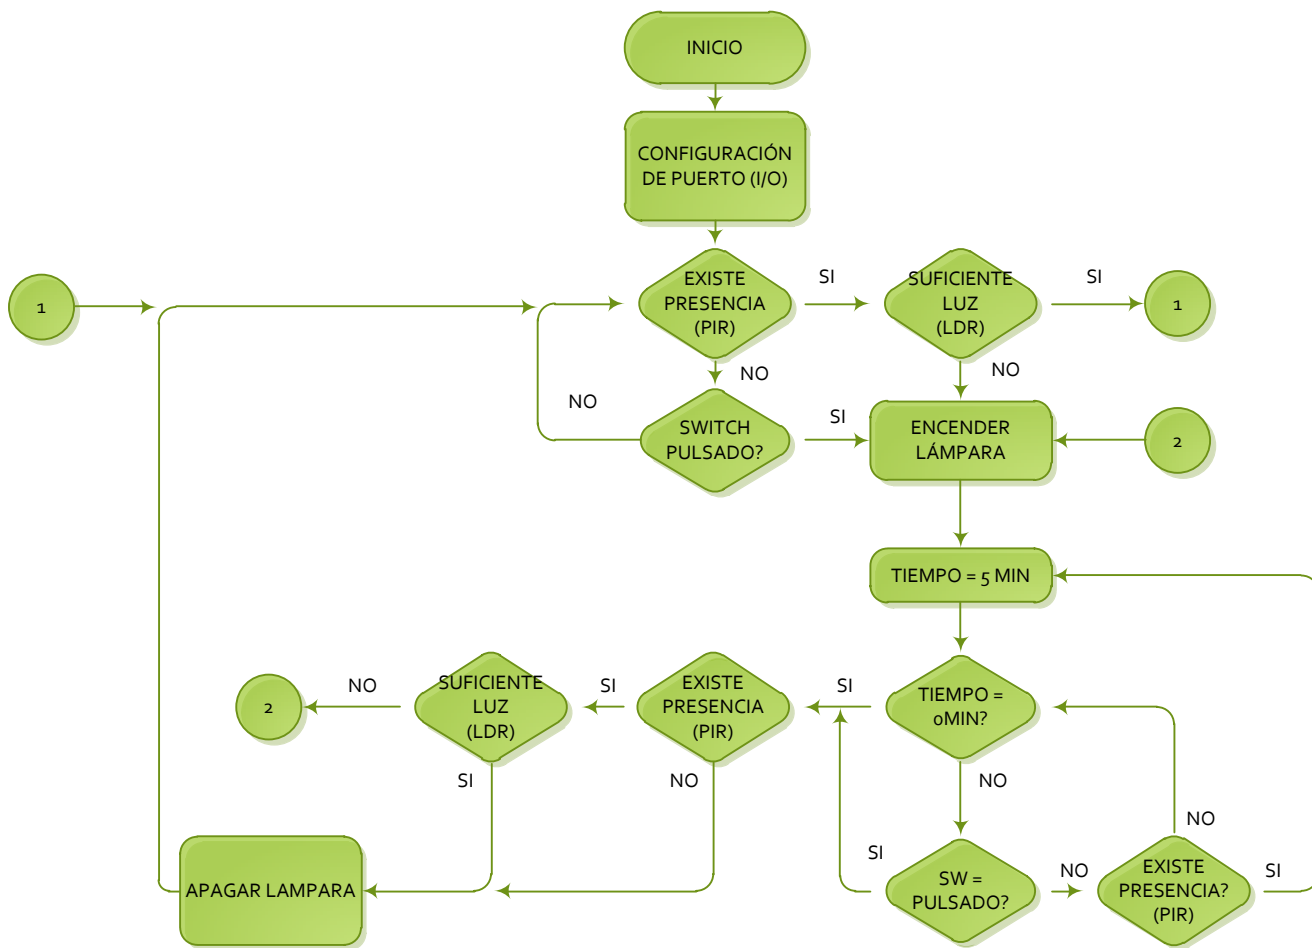 INICIO
CONFIGURACIÓN
DE PUERTO (I/O)
1
EXISTE
PRESENCIA
(PIR)
SI
SUFICIENTE
LUZ
(LDR)
SI
1
NO
NO
NO
SWITCH
PULSADO?
SI
ENCENDER
LÁMPARA
2
TIEMPO = 5 MIN
2
NO
SUFICIENTE
LUZ
(LDR)
SI
EXISTE
PRESENCIA
(PIR)
SI
TIEMPO =
0MIN?
SI
NO
NO
NO
APAGAR LAMPARA
SI
SW =
PULSADO?
NO
EXISTE
PRESENCIA?
(PIR)
SI